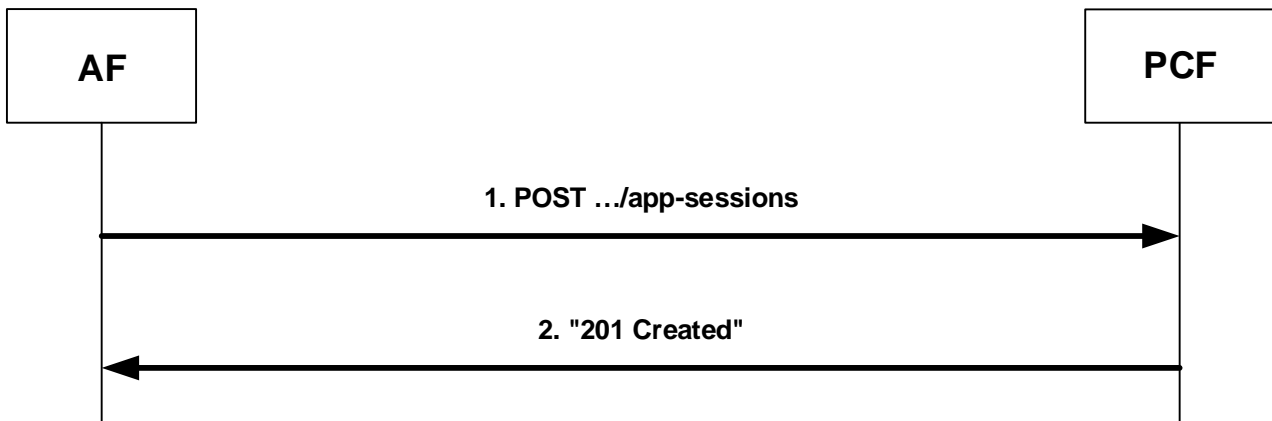 AF
PCF
1. POST …/app-sessions
2. "201 Created"